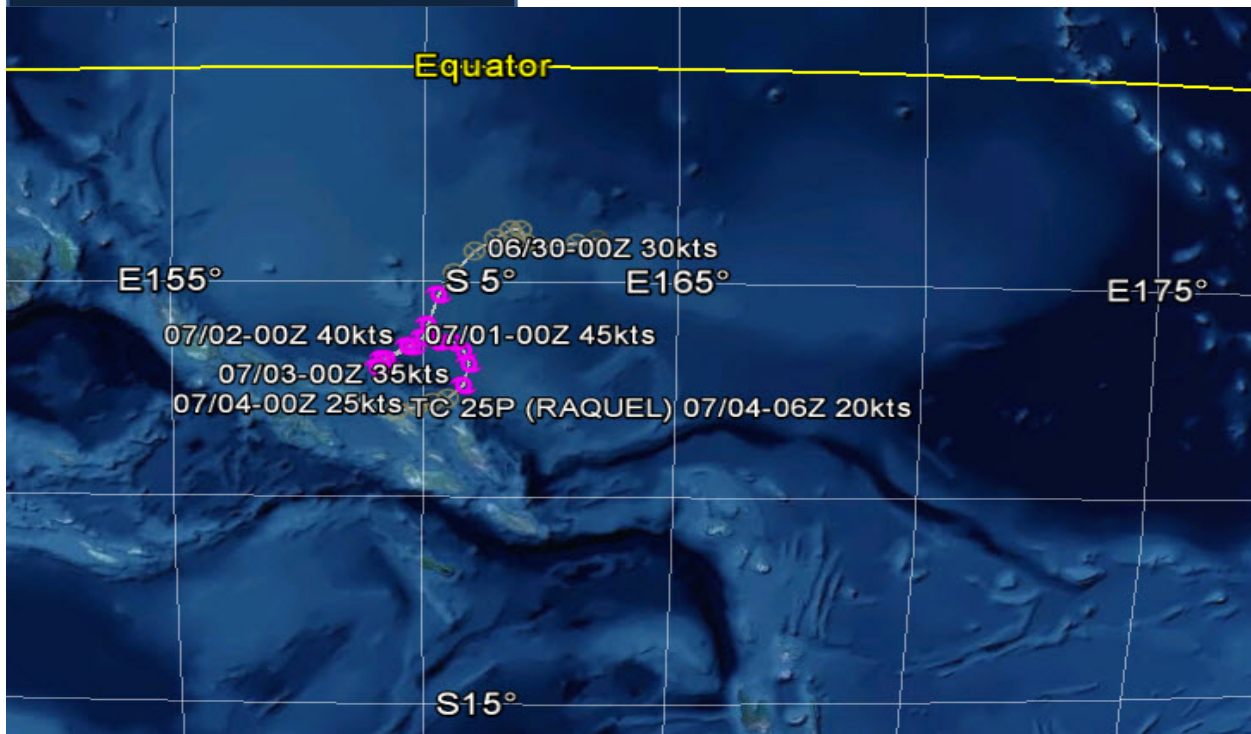 Equator
06/30-00Z 30kts
E155°
S 5°
E165°
E175°
07/02-00Z 40kts
07/01-00Z 45kts
07/03-00Z 35kts
07/04-00Z 25kts
TC 25P (RAQUEL) 07/04-06Z 20kts
S15°